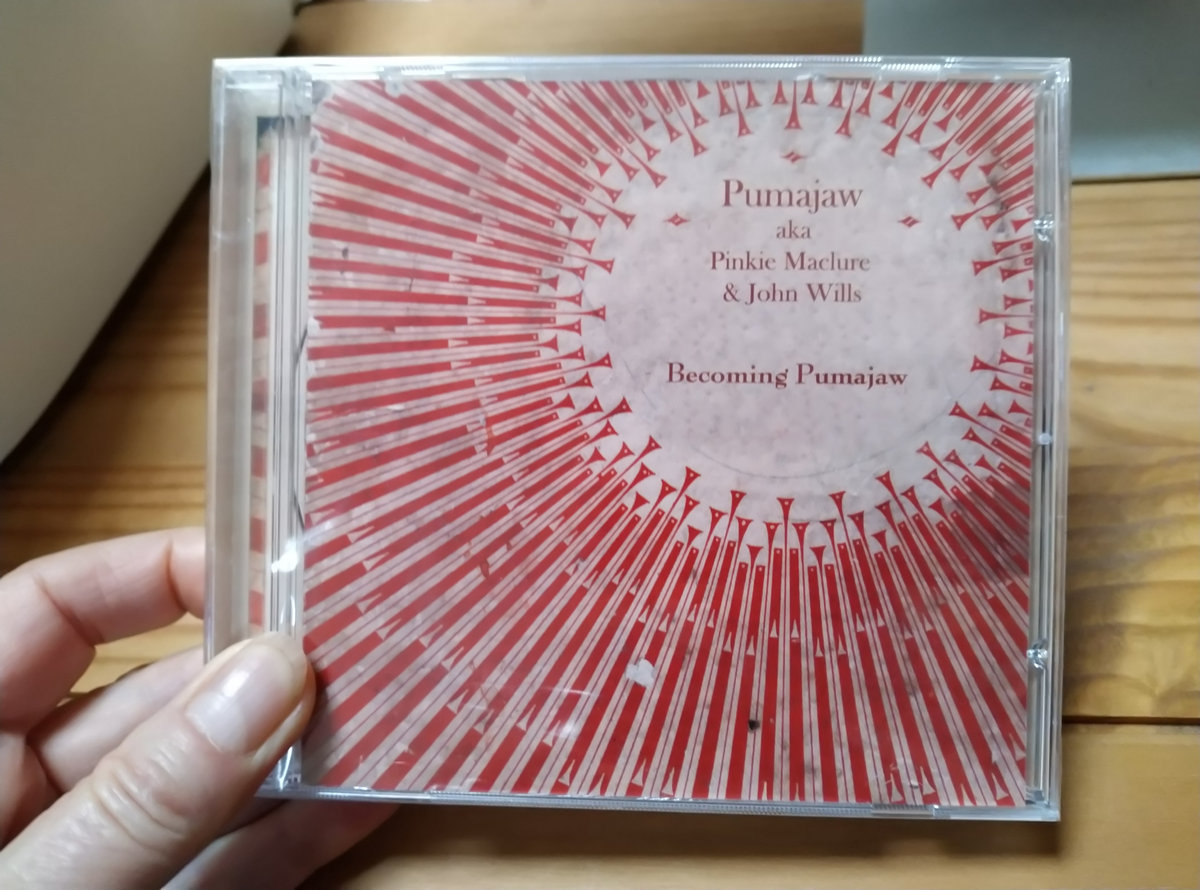 Pumajaw
aka
Pinkie Maclure
& John Wills
Becoming Pumajaw